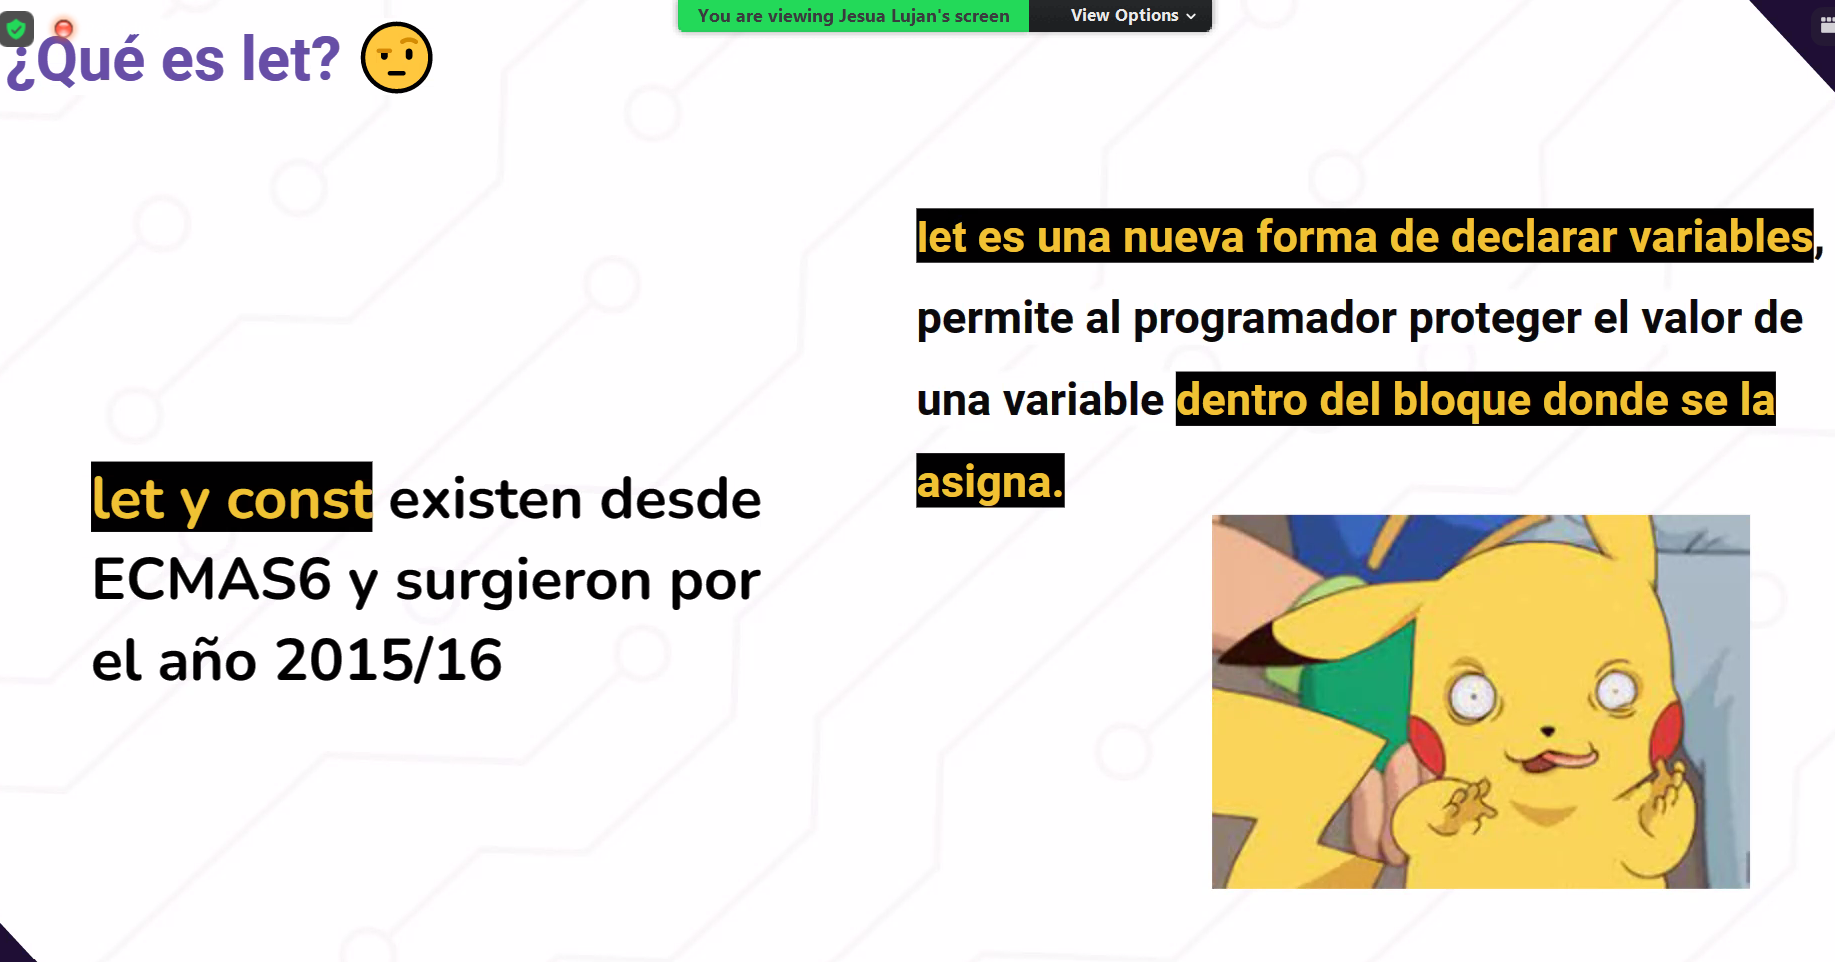 You are viewing Jesua Lujan's screen
View Options
¿Qué es let?
let es una nueva forma de declarar variables,
permite al programador proteger el valor de
una variable dentro del bloque donde se la
asigna.
let y const existen desde
ECMAS6 y surgieron por
el año 2015/16